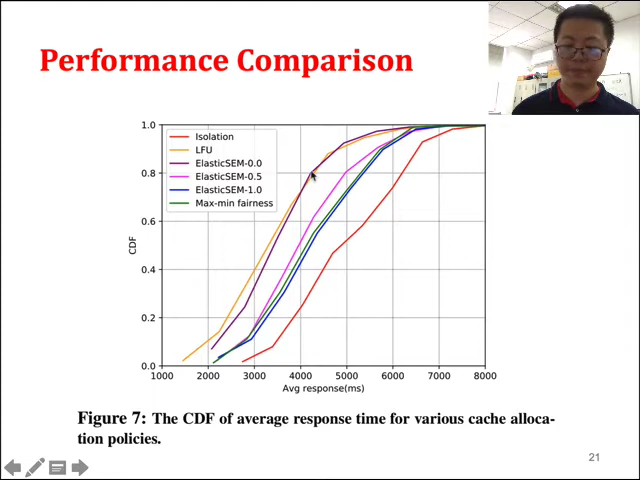 Performance Comparison
1.0
0.8
0.6
0.4
0.2
0.0
CDF
Isolation
LFU
ElasticSEM-0.0
ElasticSEM-0.5
ElasticSEM-1.0
Max-min fairness
1000 2000 3000 4000 5000 6000 7000 8000
Avg response(ms)
Figure 7: The CDF of average response time for various cache alloca-
tion policies.
21